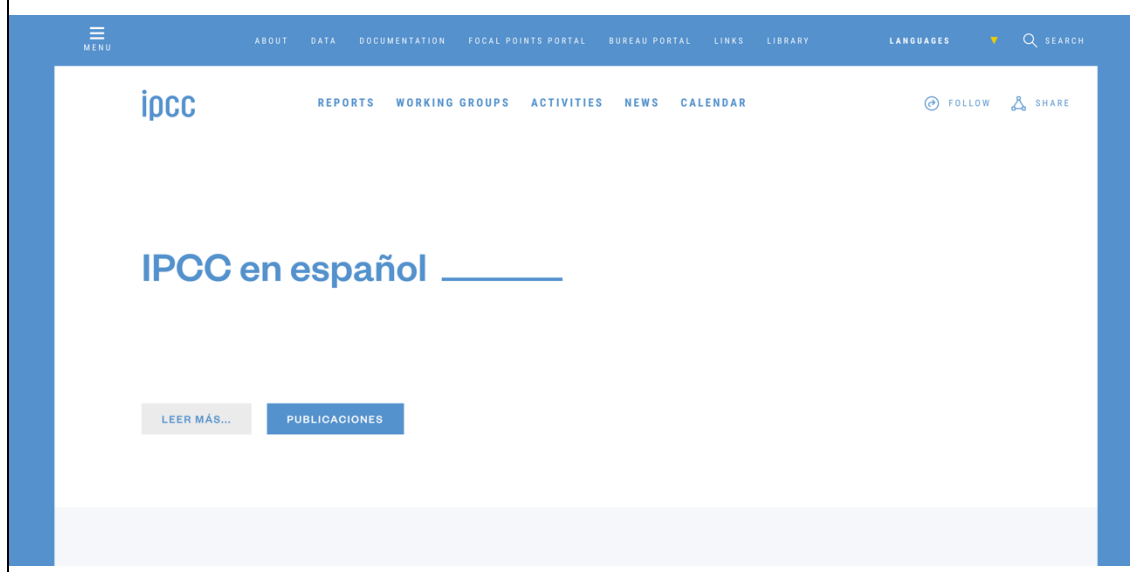 MENU
ABOUT DATA DOCUMENTATION FOCAL POINTS PORTAL BUREAU PORTAL LINKS LIBRARY LANGUAGES SEARCH
ipcc REPORTS WORKING GROUPS ACTIVITIES NEWS CALENDAR FOLLOW SHARE
IPCC en español
LEER MÁS... PUBLICACIONES